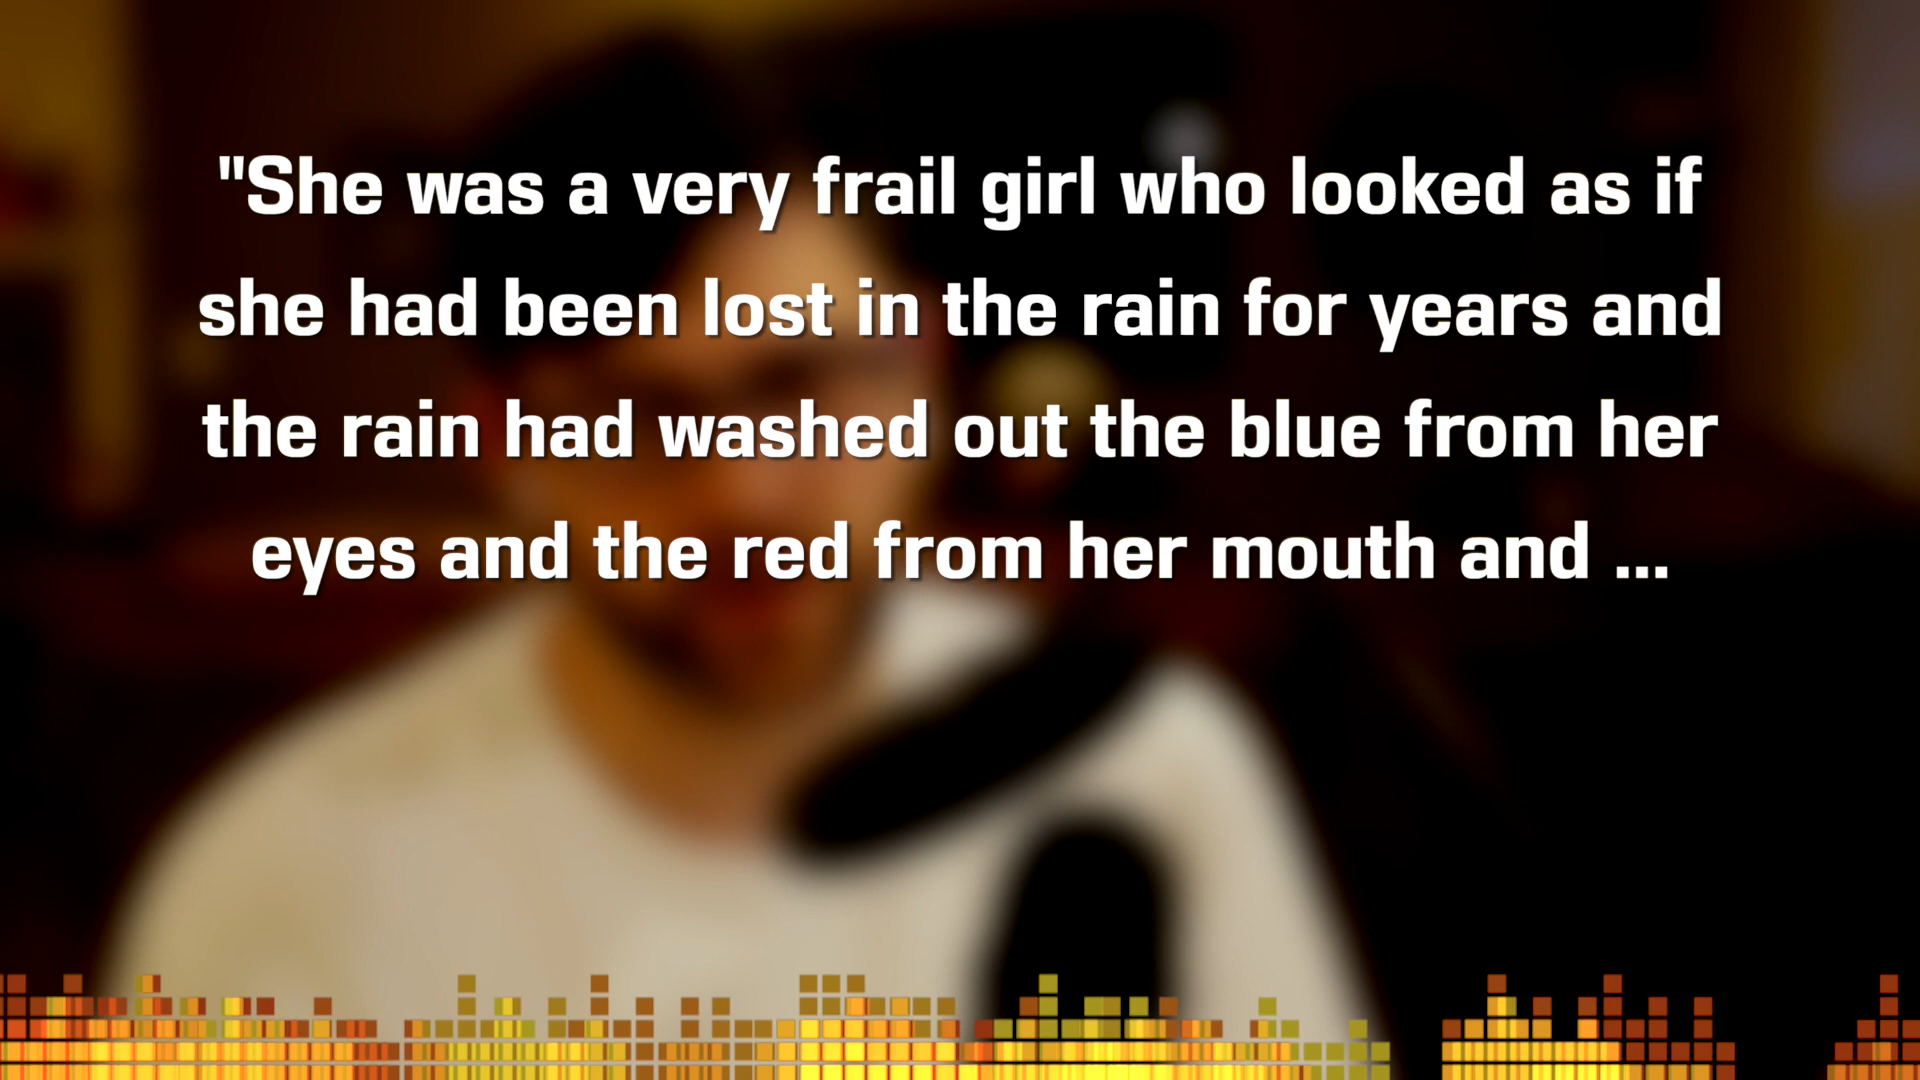 "She was a very frail girl who looked as if
she had been lost in the rain for years and
the rain had washed out the blue from her
eyes and the red from her mouth and ...